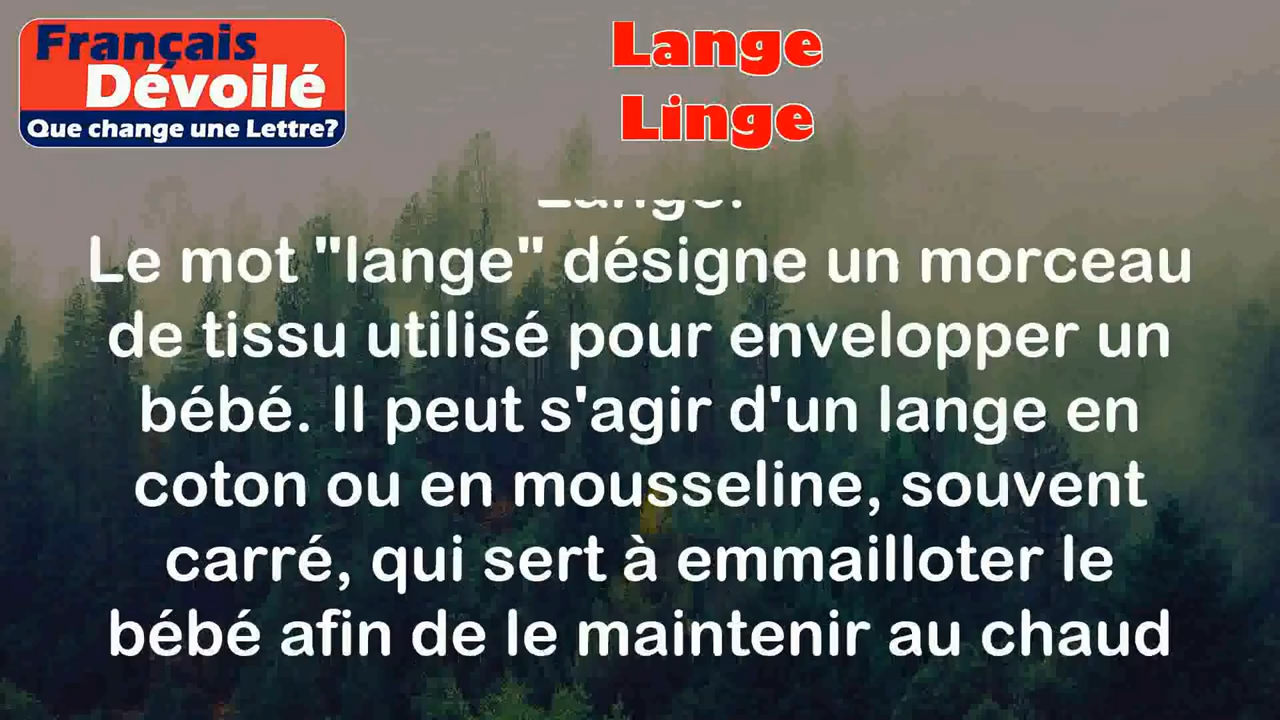 Français
Dévoilé
Que change une Lettre?
Lange
Linge
Lange:
Le mot "lange" désigne un morceau
de tissu utilisé pour envelopper un
bébé. Il peut s'agir d'un lange en
coton ou en mousseline, souvent
carré, qui sert à emmailloter le
bébé afin de le maintenir au chaud